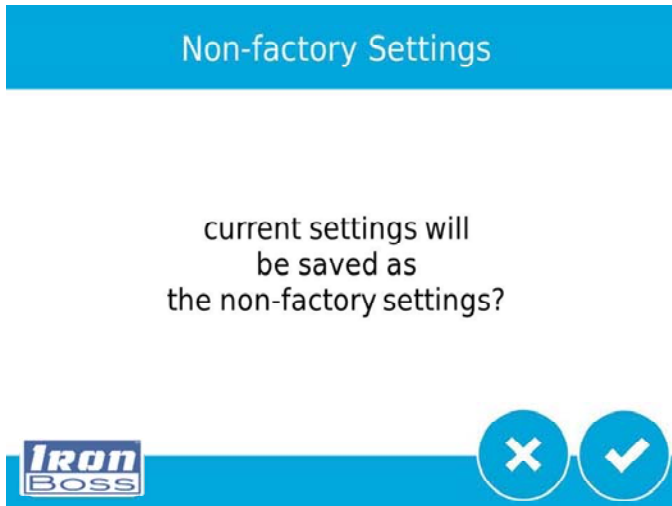 Non-factory Settings
current settings will
be saved as
the non-factory settings?
IRON
BOSS